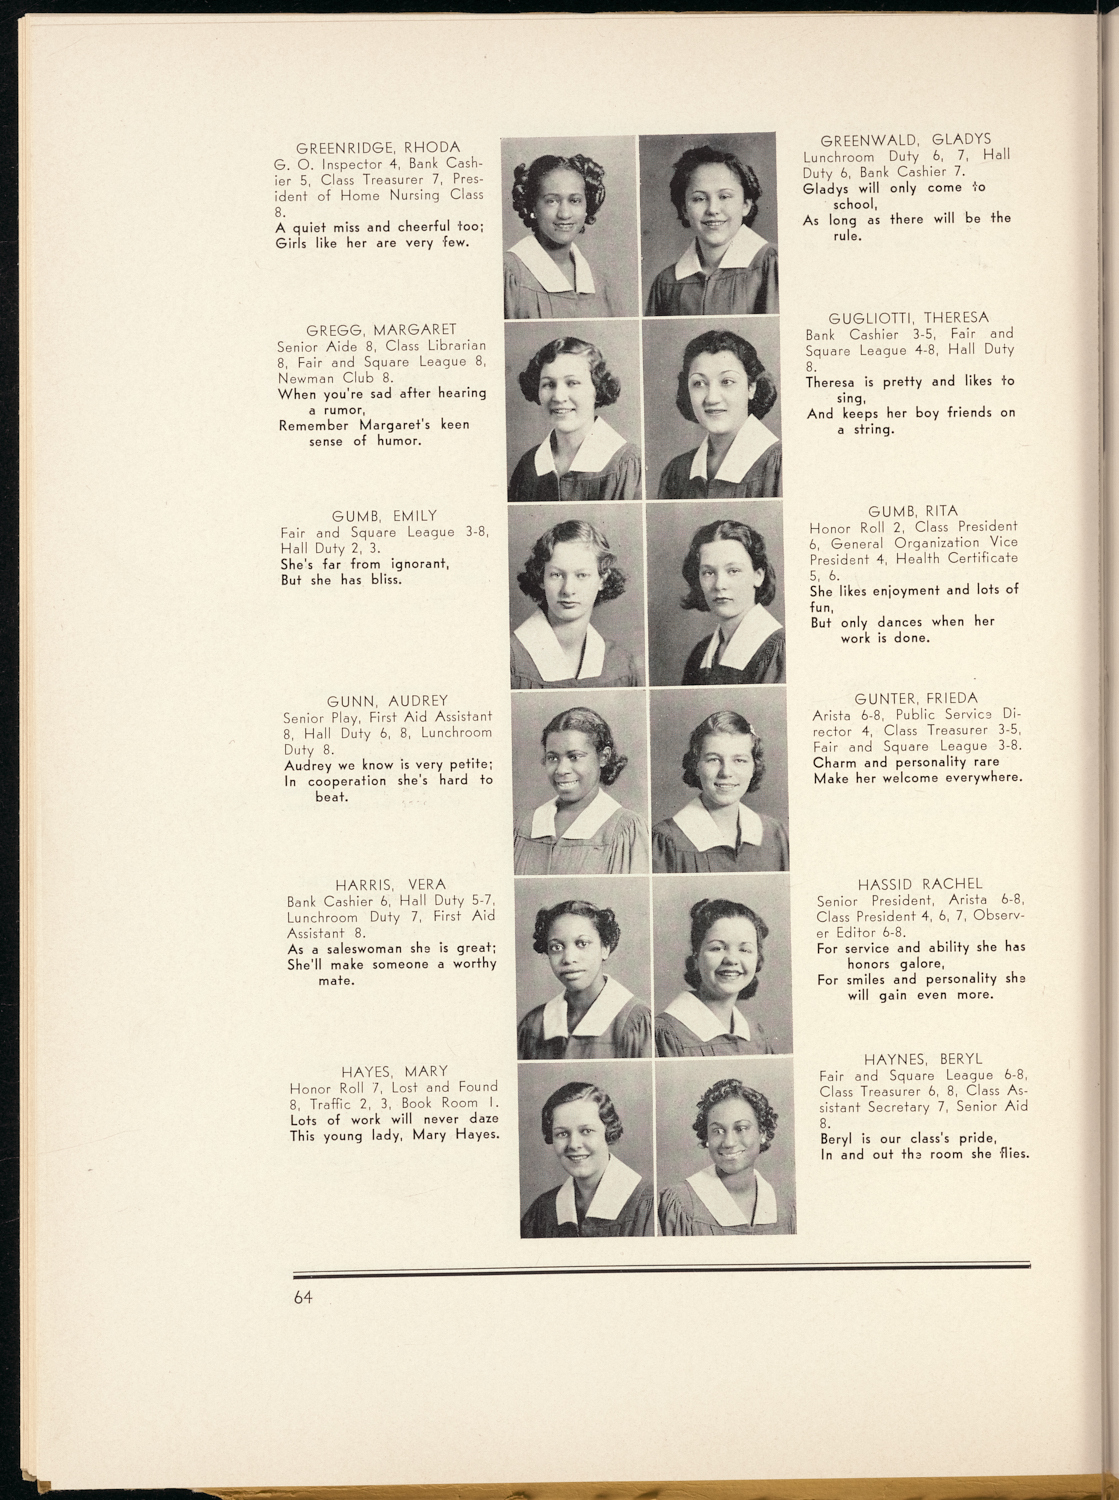 GREENRIDGE, RHODA
G. O. Inspector 4, Bank Cash-
ier 5, Class Treasurer 7, Pres-
ident of Home Nursing Class
8.
A quiet miss and cheerful too;
Girls like her are very few.
GREENWALD, GLADYS
Lunchroom Duty 6, 7, Hall
Duty 6, Bank Cashier 7.
Gladys will only come to
school,
As long as there will be the
rule.
GREGG, MARGARET
Senior Aide 8, Class Librarian
8, Fair and Square League 8,
Newman Club 8.
When you're sad after hearing
a rumor,
Remember Margaret's keen
sense of humor.
GUGLIOTTI, THERESA
Bank Cashier 3-5, Fair and
Square League 4-8, Hall Duty
8.
Theresa is pretty and likes to
sing,
And keeps her boy friends on
a string.
GUMB, EMILY
Fair and Square League 3-8,
Hall Duty 2, 3.
She's far from ignorant,
But she has bliss.
GUMB, RITA
Honor Roll 2, Class President
6, General Organization Vice
President 4, Health Certificate
5, 6.
She likes enjoyment and lots of
fun,
But only dances when her
work is done.
GUNN, AUDREY
Senior Play, First Aid Assistant
8, Hall Duty 6, 8, Lunchroom
Duty 8.
Audrey we know is very petite;
In cooperation she's hard to
beat.
GUNTER, FRIEDA
Arista 6-8, Public Service Di-
rector 4, Class Treasurer 3-5,
Fair and Square League 3-8.
Charm and personality rare
Make her welcome everywhere.
HARRIS, VERA
Bank Cashier 6, Hall Duty 5-7,
Lunchroom Duty 7, First Aid
Assistant 8.
As a saleswoman she is great;
She'll make someone a worthy
mate.
HASSID RACHEL
Senior President, Arista 6-8,
Class President 4, 6, 7, Observ-
er Editor 6-8.
For service and ability she has
honors galore,
For smiles and personality she
will gain even more.
HAYES, MARY
Honor Roll 7, Lost and Found
8, Traffic 2, 3, Book Room 1.
Lots of work will never daze
This young lady, Mary Hayes.
HAYNES, BERYL
Fair and Square League 6-8,
Class Treasurer 6, 8, Class As-
sistant Secretary 7, Senior Aid
8.
Beryl is our class's pride,
In and out the room she flies.
64